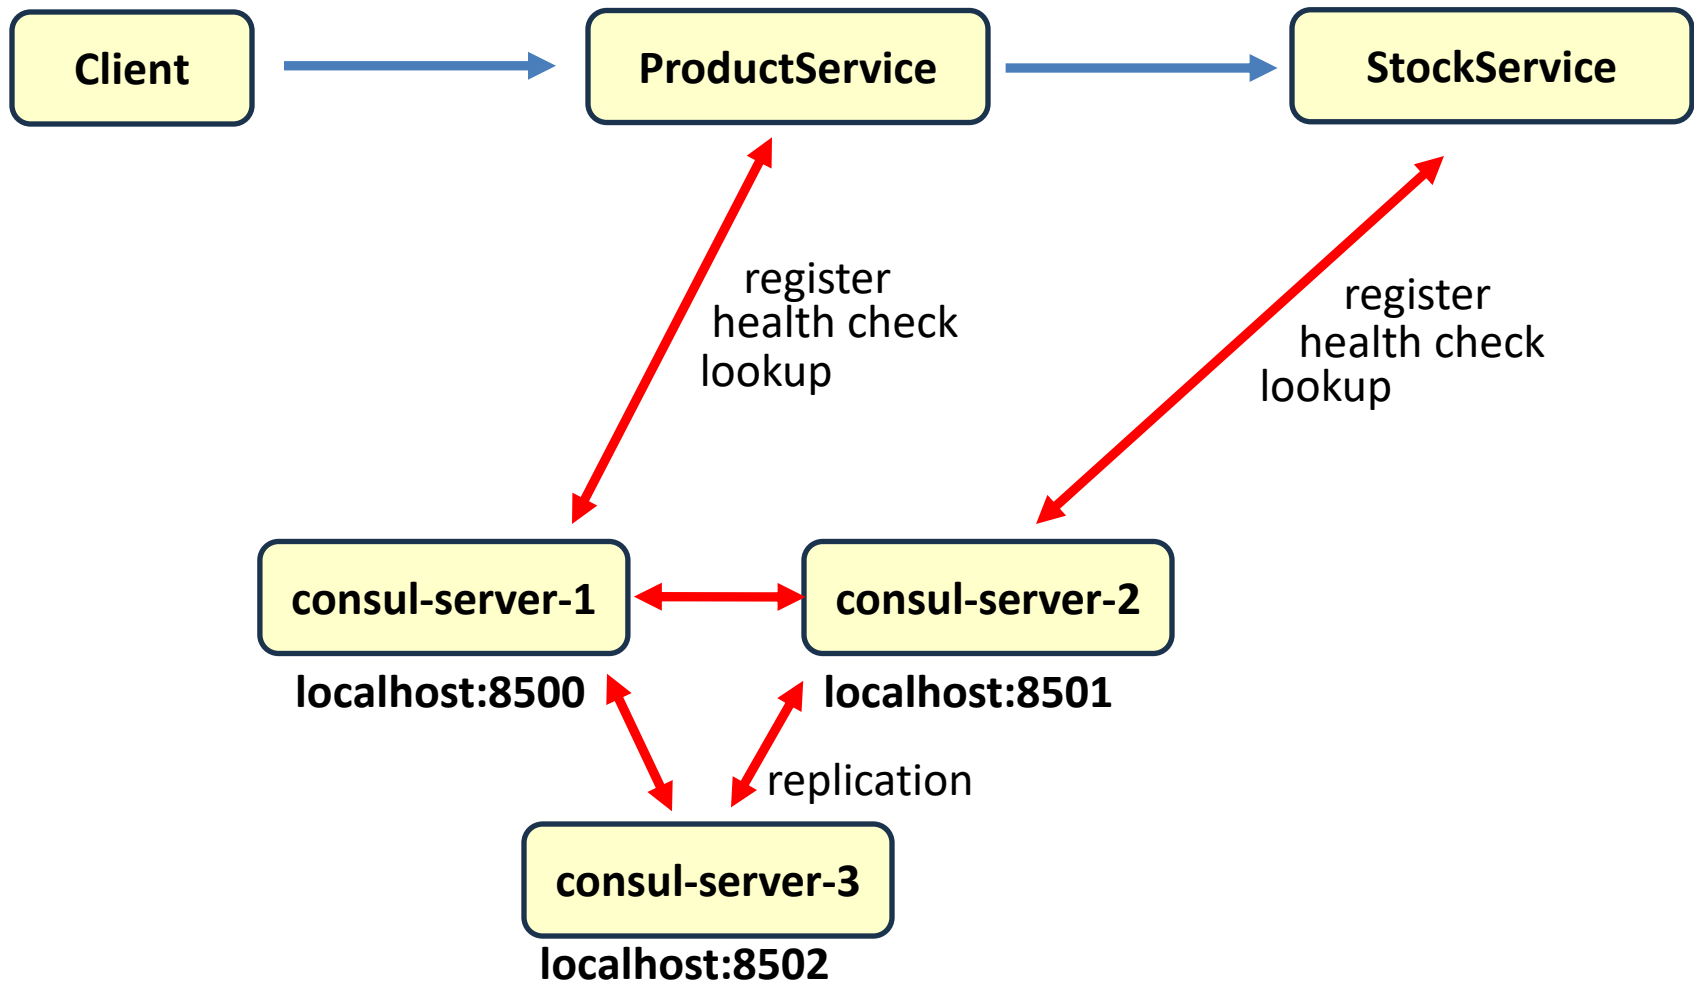 Client
ProductService
StockService
register
health check
lookup
register
health check
lookup
consul-server-1
consul-server-2
localhost:8500
localhost:8501
replication
consul-server-3
localhost:8502